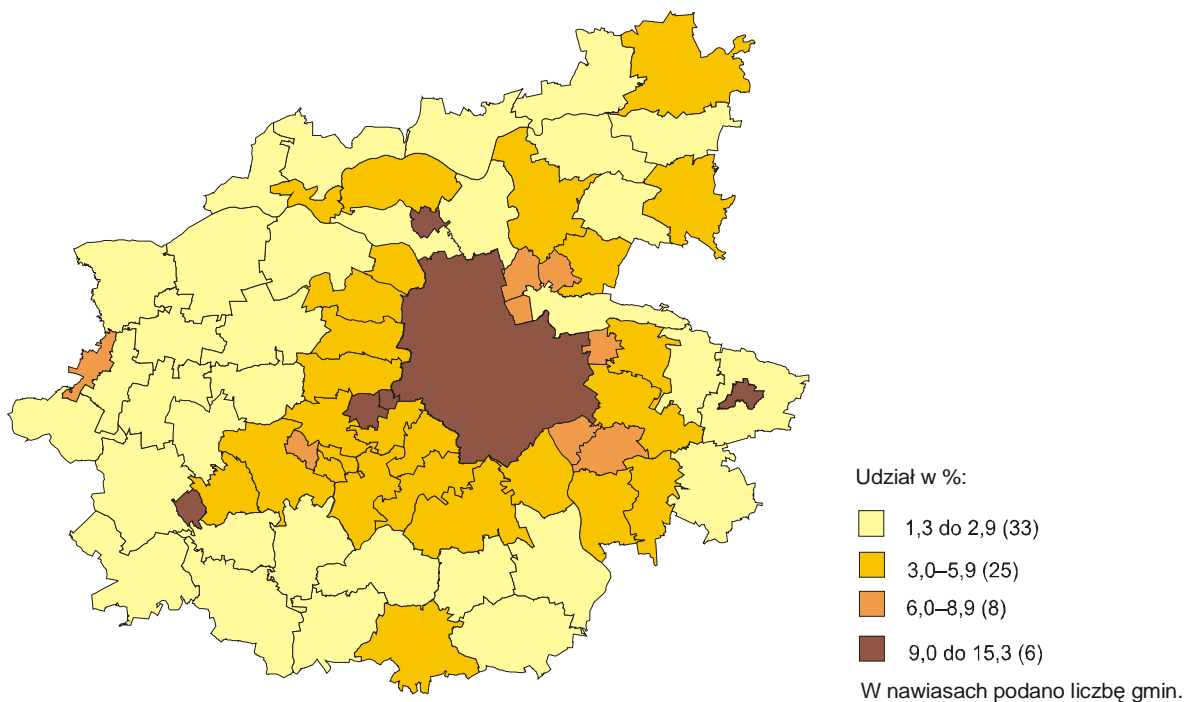 Udział w %:
1,3 do 2,9 (33)
3,0–5,9 (25)
6,0–8,9 (8)
9,0 do 15,3 (6)
W nawiasach podano liczbę gmin.